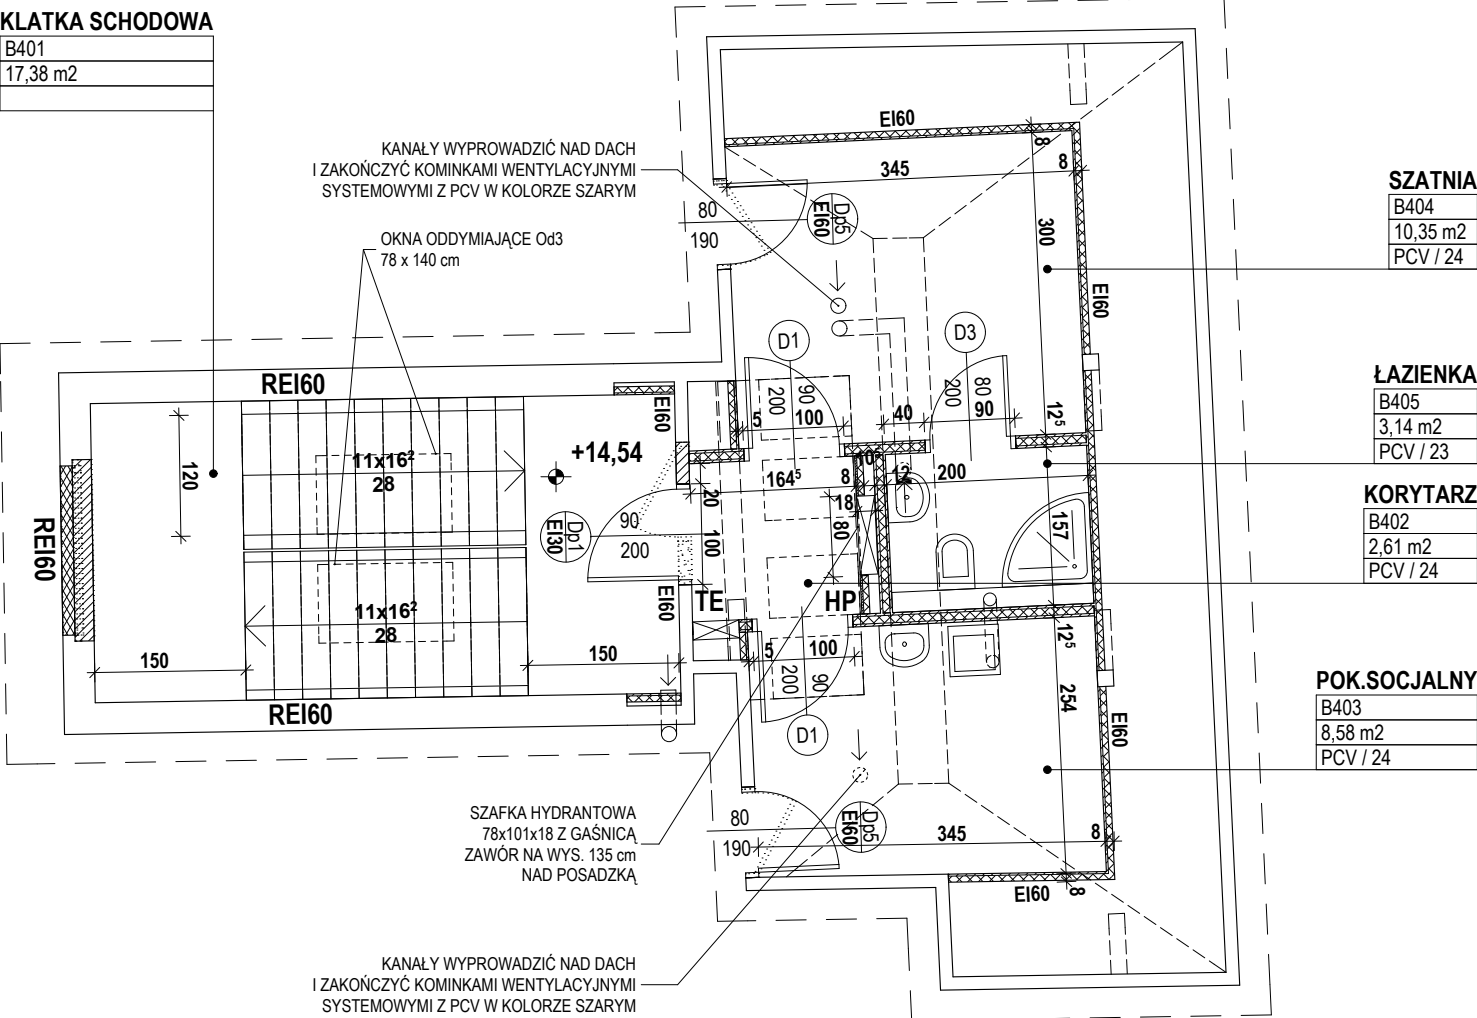 KLATKA SCHODOWA
B401
17,38 m2
KANAŁY WYPROWADZIĆ NAD DACH
I ZAKOŃCZYĆ KOMINKAMI WENTYLACYJNYMI
SYSTEMOWYMI Z PCV W KOLORZE SZARYM
OKNA ODDYMIAJĄCE Od3
78 x 140 cm
EI60
8
345
8
80
190
Dp5
EI60
300
EI60
SZATNIA
B404
10,35 m2
PCV / 24
D1
D3
90
200
80
200
5
100
40
90
12⁵
ŁAZIENKA
B405
3,14 m2
PCV / 23
REI60
EI60
+14,54
120
11x16²
28
164⁵
8
10⁵
12
200
18
20
80
100
157
KORYTARZ
B402
2,61 m2
PCV / 24
REI60
Dp1
EI30
90
200
EI60
TE
HP
11x16²
28
150
150
5
100
200
90
12⁵
254
REI60
D1
EI60
POK.SOCJALNY
B403
8,58 m2
PCV / 24
SZAFKA HYDRANTOWA
78x101x18 Z GAŚNICĄ
ZAWÓR NA WYS. 135 cm
NAD POSADZKĄ
80
190
Dp5
EI60
345
8
EI60
8
KANAŁY WYPROWADZIĆ NAD DACH
I ZAKOŃCZYĆ KOMINKAMI WENTYLACYJNYMI
SYSTEMOWYMI Z PCV W KOLORZE SZARYM